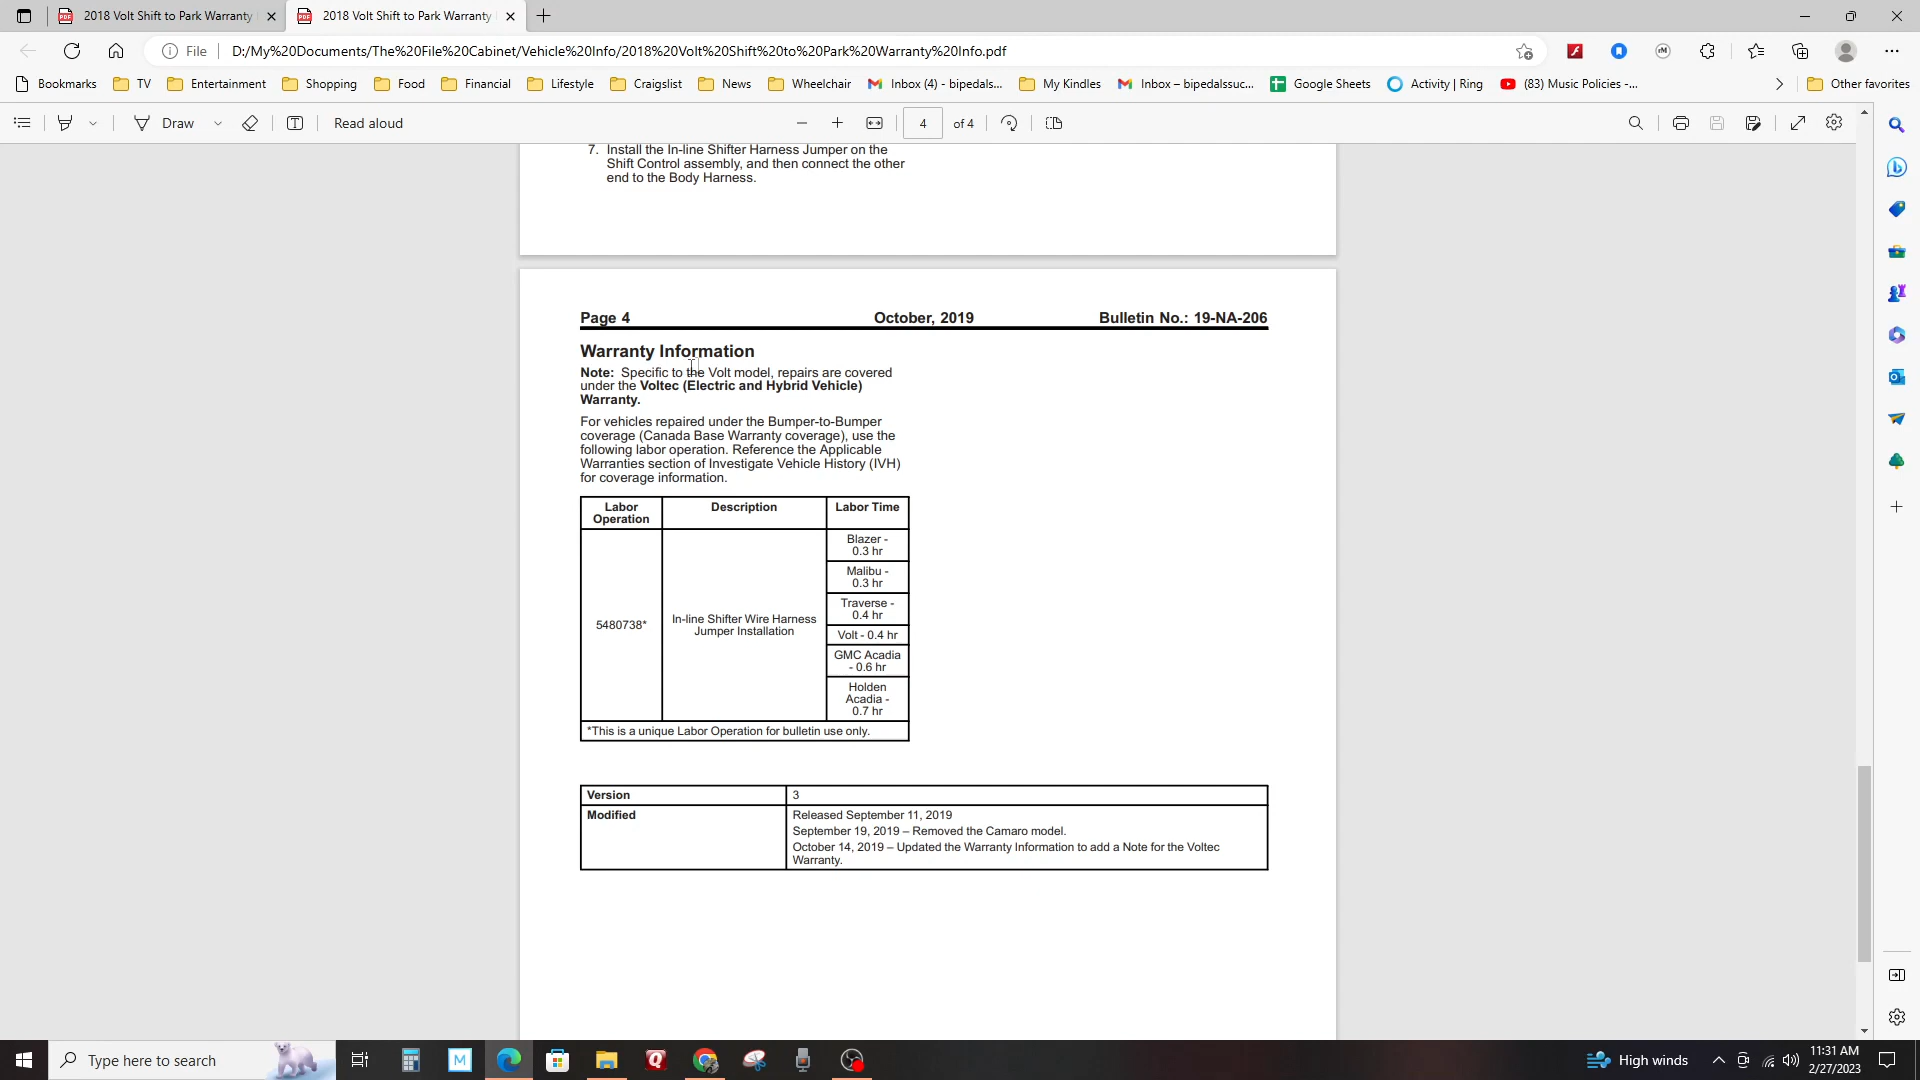 2018 Volt Shift to Park Warranty
2018 Volt Shift to Park Warranty
File
D:/My%20Documents/The%20File%20Cabinet/Vehicle%20Info/2018%20Volt%20Shift%20to%20Park%20Warranty%20Info.pdf
Bookmarks TV Entertainment Shopping Food Financial Lifestyle Craigslist News Wheelchair Inbox (4) - bipedals... My Kindles Inbox – bipedalssuc... Google Sheets Activity | Ring (83) Music Policies -... Other favorites
Draw Read aloud 4 of 4
7. Install the In-line Shifter Harness Jumper on the
Shift Control assembly, and then connect the other
end to the Body Harness.
Page 4 October, 2019 Bulletin No.: 19-NA-206
Warranty Information
Note: Specific to the Volt model, repairs are covered
under the Voltec (Electric and Hybrid Vehicle)
Warranty.
For vehicles repaired under the Bumper-to-Bumper
coverage (Canada Base Warranty coverage), use the
following labor operation. Reference the Applicable
Warranties section of Investigate Vehicle History (IVH)
for coverage information.
Labor
Operation
Description
Labor Time
5480738*
In-line Shifter Wire Harness
Jumper Installation
Blazer -
0.3 hr
Malibu -
0.3 hr
Traverse -
0.4 hr
Volt - 0.4 hr
GMC Acadia
- 0.6 hr
Holden
Acadia -
0.7 hr
*This is a unique Labor Operation for bulletin use only.
Version 3
Modified Released September 11, 2019
September 19, 2019 – Removed the Camaro model.
October 14, 2019 – Updated the Warranty Information to add a Note for the Voltec
Warranty.
Type here to search
High winds
11:31 AM
2/27/2023